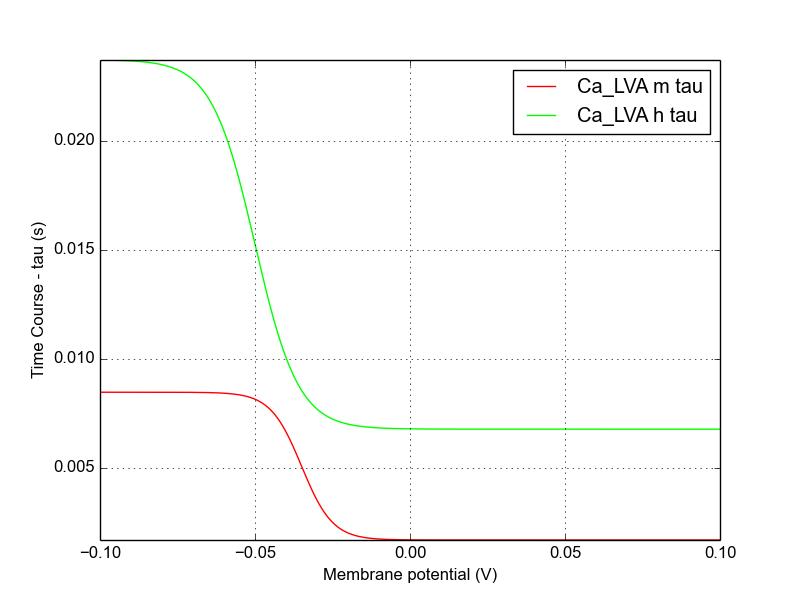 Ca_LVA m tau
Ca_LVA h tau
0.020
0.015
0.010
0.005
Time Course - tau (s)
−0.10 −0.05 0.00 0.05 0.10
Membrane potential (V)